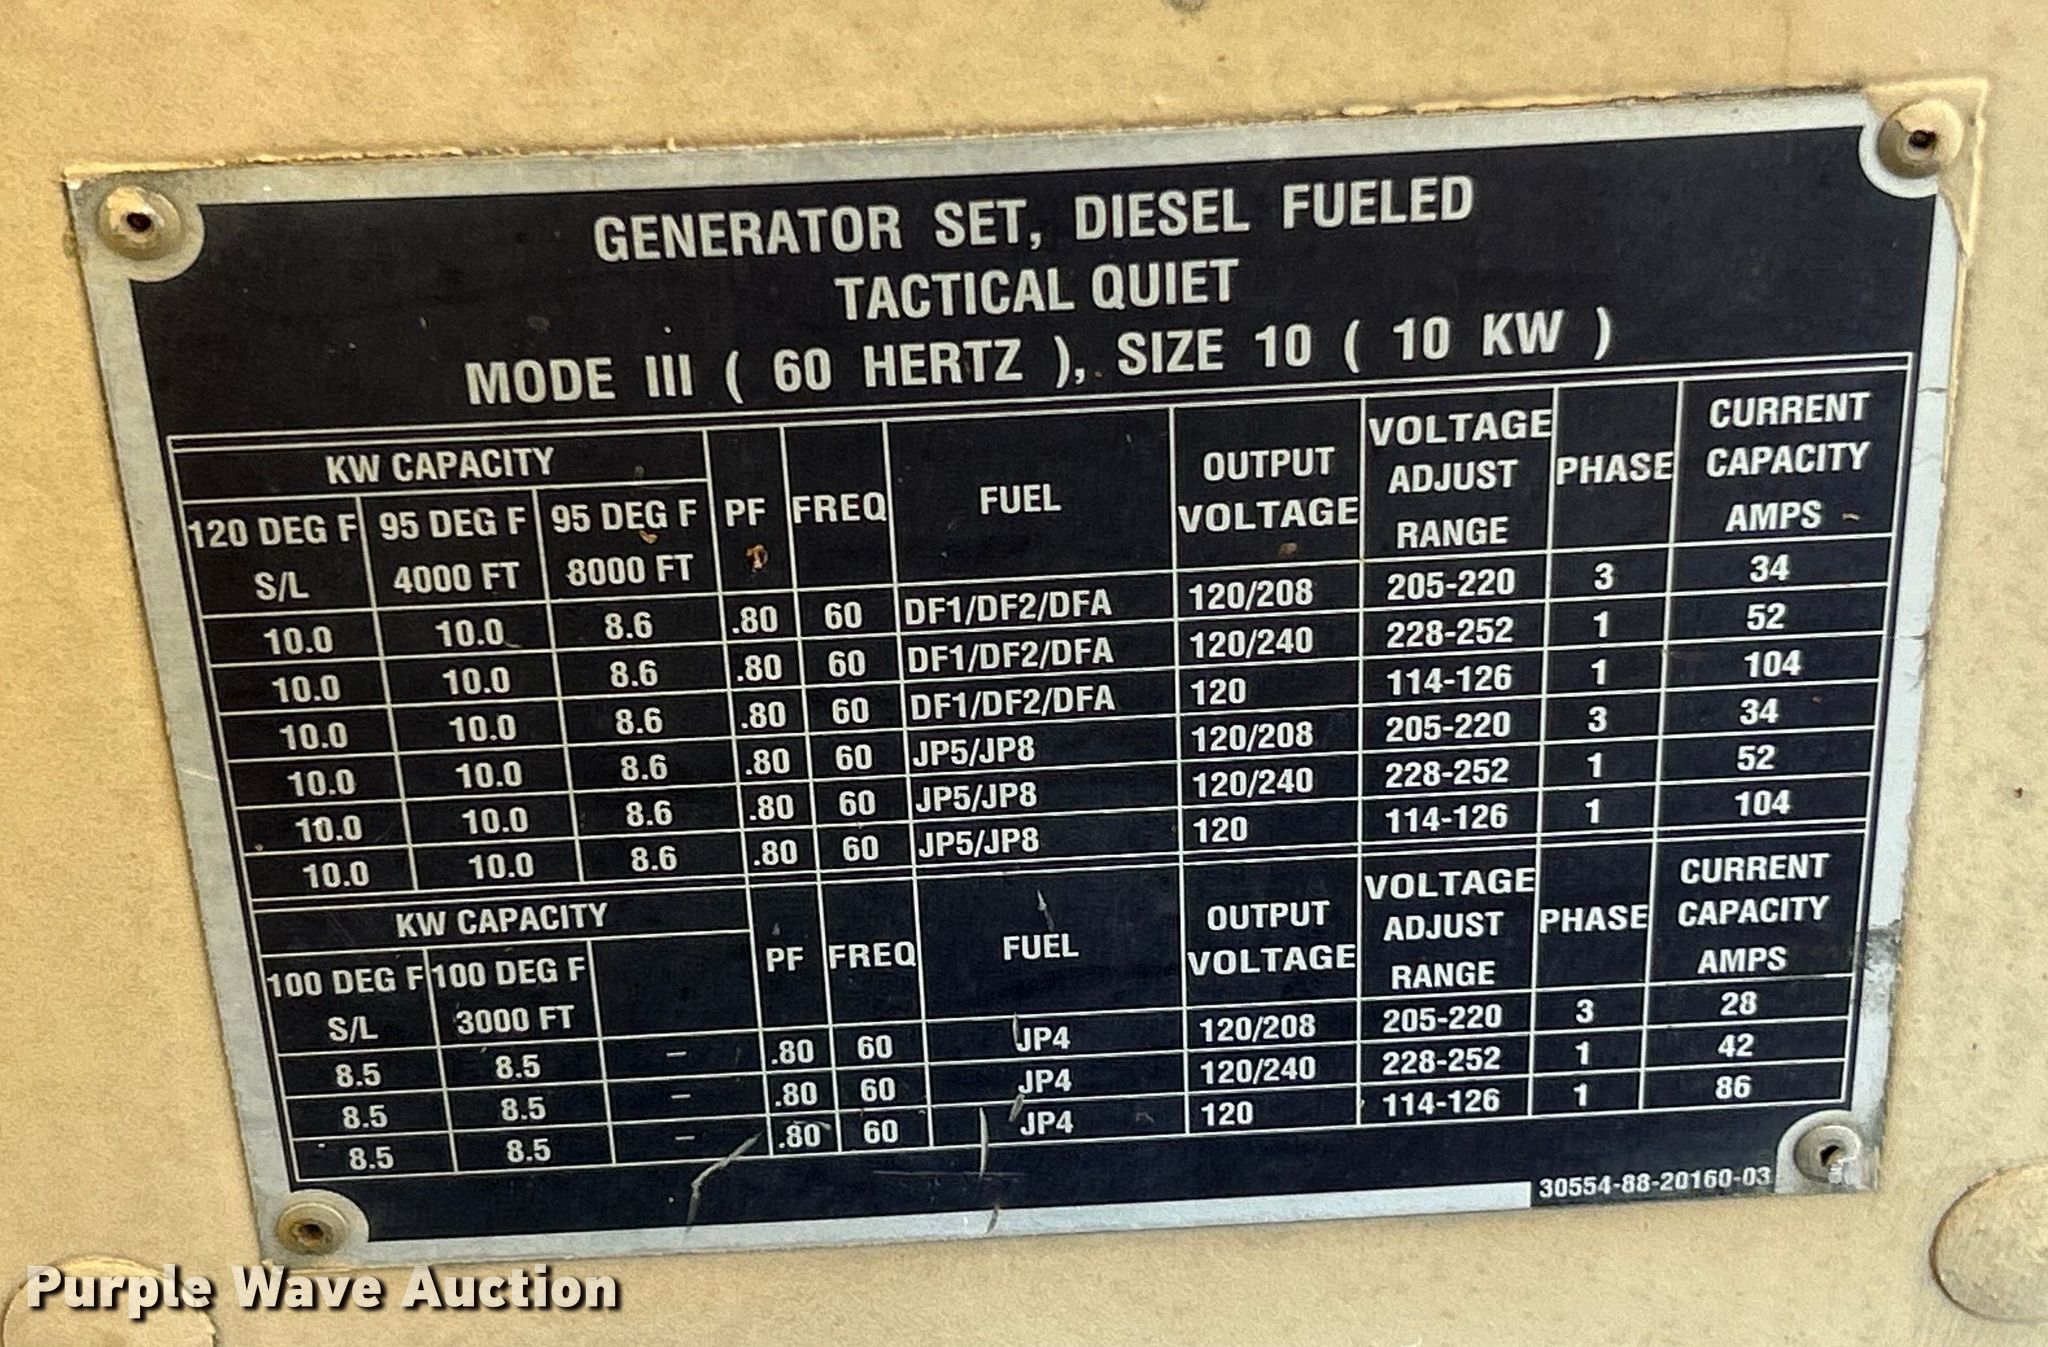 GENERATOR SET, DIESEL FUELED
TACTICAL QUIET
MODE III ( 60 HERTZ ), SIZE 10 ( 10 KW )
KW CAPACITY PF FREQ FUEL OUTPUT VOLTAGE VOLTAGE ADJUST RANGE PHASE CURRENT CAPACITY AMPS
120 DEG F S/L 95 DEG F 4000 FT 95 DEG F 8000 FT
10.0 10.0 8.6 .80 60 DF1/DF2/DFA 120/208 205-220 3 34
10.0 10.0 8.6 .80 60 DF1/DF2/DFA 120/240 228-252 1 52
10.0 10.0 8.6 .80 60 DF1/DF2/DFA 120 114-126 1 104
10.0 10.0 8.6 .80 60 JP5/JP8 120/208 205-220 3 34
10.0 10.0 8.6 .80 60 JP5/JP8 120/240 228-252 1 52
10.0 10.0 8.6 .80 60 JP5/JP8 120 114-126 1 104
KW CAPACITY PF FREQ FUEL OUTPUT VOLTAGE VOLTAGE ADJUST RANGE PHASE CURRENT CAPACITY AMPS
100 DEG F S/L 100 DEG F 3000 FT
8.5 8.5 – .80 60 JP4 120/208 205-220 3 28
8.5 8.5 – .80 60 JP4 120/240 228-252 1 42
8.5 8.5 – .80 60 JP4 120 114-126 1 86
30554-88-20160-03
Purple Wave Auction